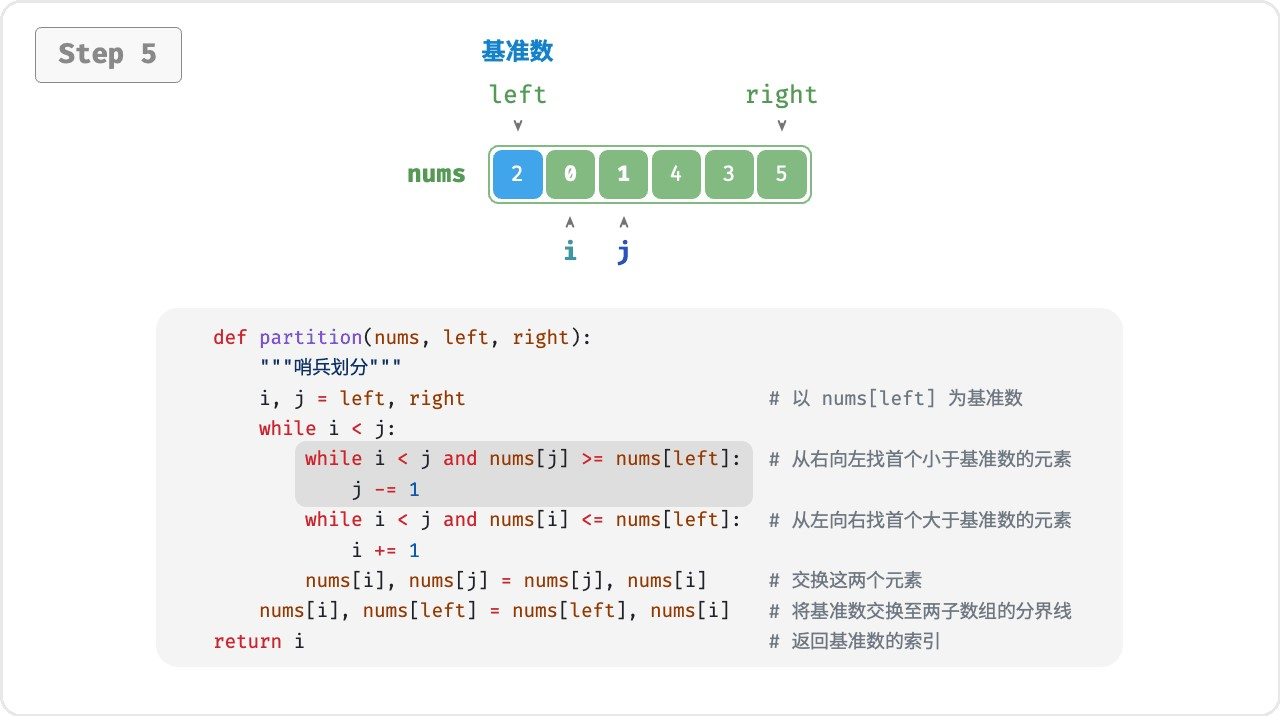 Step 5
基准数
left right
nums 2 0 1 4 3 5
i j
def partition(nums, left, right):
"""哨兵划分"""
i, j = left, right # 以 nums[left] 为基准数
while i < j:
while i < j and nums[j] >= nums[left]: # 从右向左找首个小于基准数的元素
j -= 1
while i < j and nums[i] <= nums[left]: # 从左向右找首个大于基准数的元素
i += 1
nums[i], nums[j] = nums[j], nums[i] # 交换这两个元素
nums[i], nums[left] = nums[left], nums[i] # 将基准数交换至两子数组的分界线
return i # 返回基准数的索引